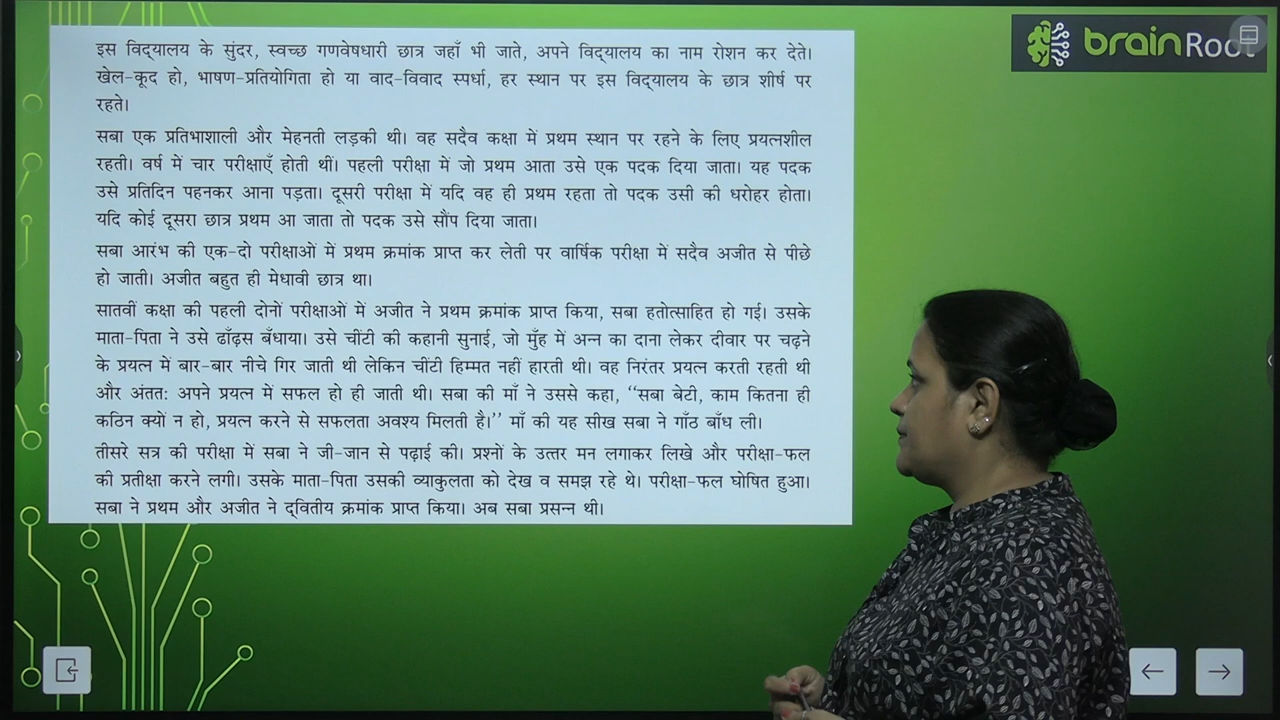 brainRoot
इस विद्यालय के सुंदर, स्वच्छ गणवेषधारी छात्र जहाँ भी जाते, अपने विद्यालय का नाम रोशन कर देते।
खेल-कूद हो, भाषण-प्रतियोगिता हो या वाद-विवाद स्पर्धा, हर स्थान पर इस विद्यालय के छात्र शीर्ष पर
रहते।
सबा एक प्रतिभाशाली और मेहनती लड़की थी। वह सदैव कक्षा में प्रथम स्थान पर रहने के लिए प्रयत्नशील
रहती। वर्ष में चार परीक्षाएँ होती थीं। पहली परीक्षा में जो प्रथम आता उसे एक पदक दिया जाता। यह पदक
उसे प्रतिदिन पहनकर आना पड़ता। दूसरी परीक्षा में यदि वह ही प्रथम रहता तो पदक उसी की धरोहर होता।
यदि कोई दूसरा छात्र प्रथम आ जाता तो पदक उसे सौंप दिया जाता।
सबा आरंभ की एक-दो परीक्षाओं में प्रथम क्रमांक प्राप्त कर लेती पर वार्षिक परीक्षा में सदैव अजीत से पीछे
हो जाती। अजीत बहुत ही मेधावी छात्र था।
सातवीं कक्षा की पहली दोनों परीक्षाओं में अजीत ने प्रथम क्रमांक प्राप्त किया, सबा हतोत्साहित हो गई। उसके
माता-पिता ने उसे ढाँढ़स बँधाया। उसे चींटी की कहानी सुनाई, जो मुँह में अन्न का दाना लेकर दीवार पर चढ़ने
के प्रयत्न में बार-बार नीचे गिर जाती थी लेकिन चींटी हिम्मत नहीं हारती थी। वह निरंतर प्रयत्न करती रहती थी
और अंततः अपने प्रयत्न में सफल हो ही जाती थी। सबा की माँ ने उससे कहा, ‘‘सबा बेटी, काम कितना ही
कठिन क्यों न हो, प्रयत्न करने से सफलता अवश्य मिलती है।’’ माँ की यह सीख सबा ने गाँठ बाँध ली।
तीसरे सत्र की परीक्षा में सबा ने जी-जान से पढ़ाई की। प्रश्नों के उत्तर मन लगाकर लिखे और परीक्षा-फल
की प्रतीक्षा करने लगी। उसके माता-पिता उसकी व्याकुलता को देख व समझ रहे थे। परीक्षा-फल घोषित हुआ।
सबा ने प्रथम और अजीत ने द्वितीय क्रमांक प्राप्त किया। अब सबा प्रसन्न थी।